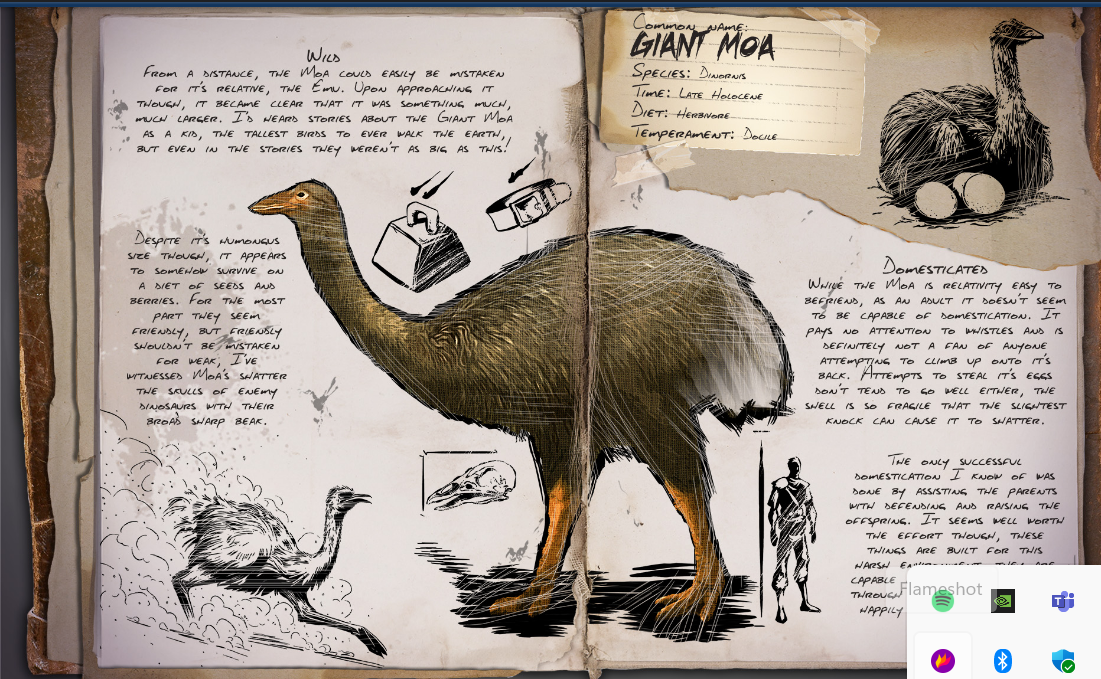 Wild
From a distance, the Moa could easily be mistaken
for it's relative, the Emu. Upon approaching it
though, it became clear that it was something much,
much larger. I'd heard stories about the Giant Moa
as a kid, the tallest birds to ever walk the earth,
but even in the stories they weren't as big as this!
Despite it's humongus
size though, it appears
to somehow survive on
a diet of seeds and
berries. For the most
part they seem
friendly, but friendly
shouldn't be mistaken
for weak, I've
witnessed Moa's shatter
the skulls of enemy
dinosaurs with their
broad sharp beak.
Common name:
Giant Moa
Species: Dinornis
Time: Late Holocene
Diet: Herbivore
Temperament: Docile
Domesticated
While the Moa is relativity easy to
befriend, as an adult it doesn't seem
to be capable of domestication. It
pays no attention to whistles and is
definitely not a fan of anyone
attempting to climb up onto it's
back. Attempts to steal it's eggs
don't tend to go well either, the
shell is so fragile that the slightest
knock can cause it to shatter.
The only successful
domestication I know of was
done by assisting the parents
with defending and raising the
offspring. It seems well worth
the effort though, these
things are built for this
harsh they are
capable
through
happily
Flameshot